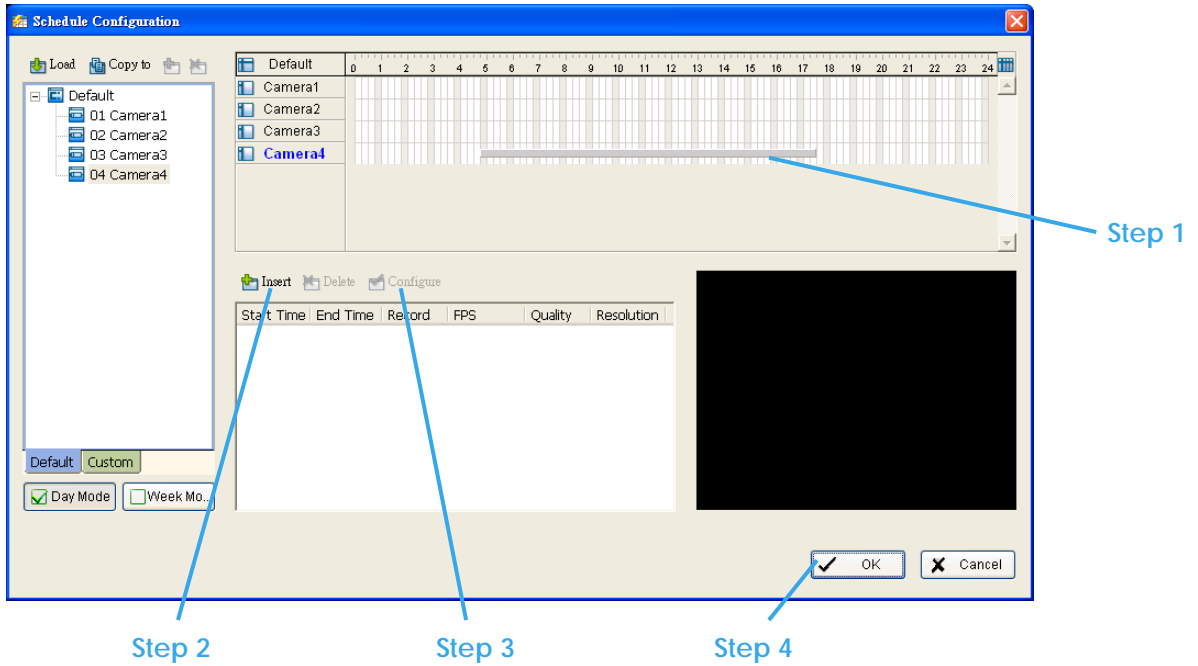 Schedule Configuration
Load Copy to
Default
01 Camera1
02 Camera2
03 Camera3
04 Camera4
Default Custom
Day Mode Week Mo..
Default 0 1 2 3 4 5 6 7 8 9 10 11 12 13 14 15 16 17 18 19 20 21 22 23 24
Camera1
Camera2
Camera3
Camera4
Step 1
Insert Delete Configure
Start Time End Time Record FPS Quality Resolution
OK Cancel
Step 2 Step 3 Step 4